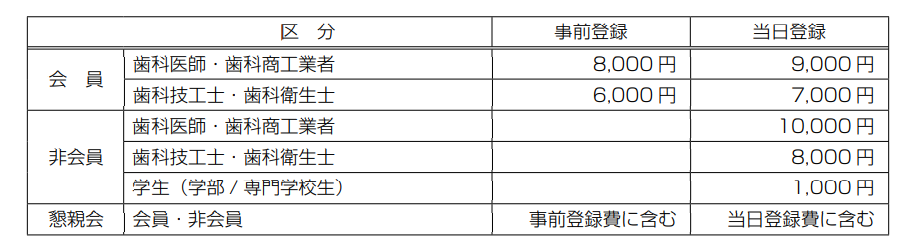 区　分 事前登録 当日登録
会　員 歯科医師・歯科商工業者 8,000 円 9,000 円
歯科技工士・歯科衛生士 6,000 円 7,000 円
非会員 歯科医師・歯科商工業者 10,000 円
歯科技工士・歯科衛生士 8,000 円
学生（学部 / 専門学校生） 1,000 円
懇親会 会員・非会員 事前登録費に含む 当日登録費に含む